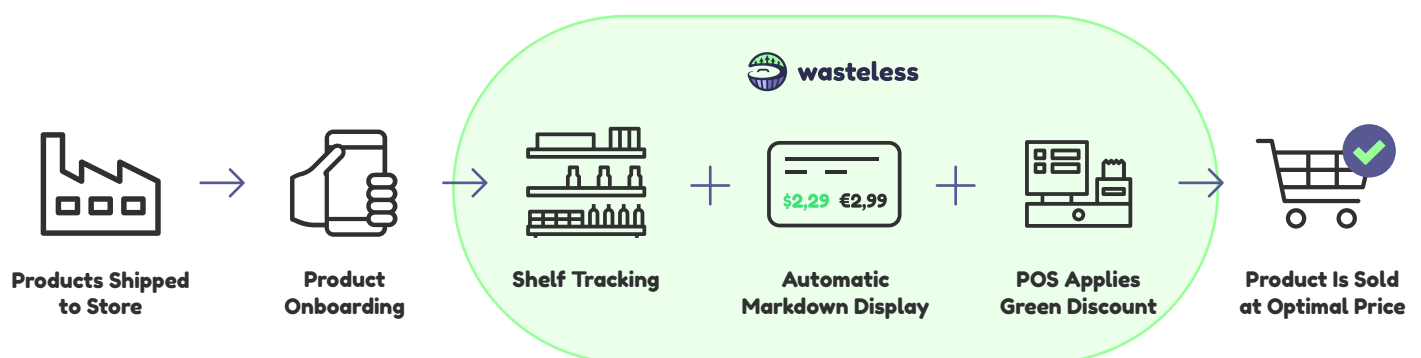 wasteless
$2,29 €2,99
Products Shipped
to Store
Product
Onboarding
Shelf Tracking
Automatic
Markdown Display
POS Applies
Green Discount
Product Is Sold
at Optimal Price